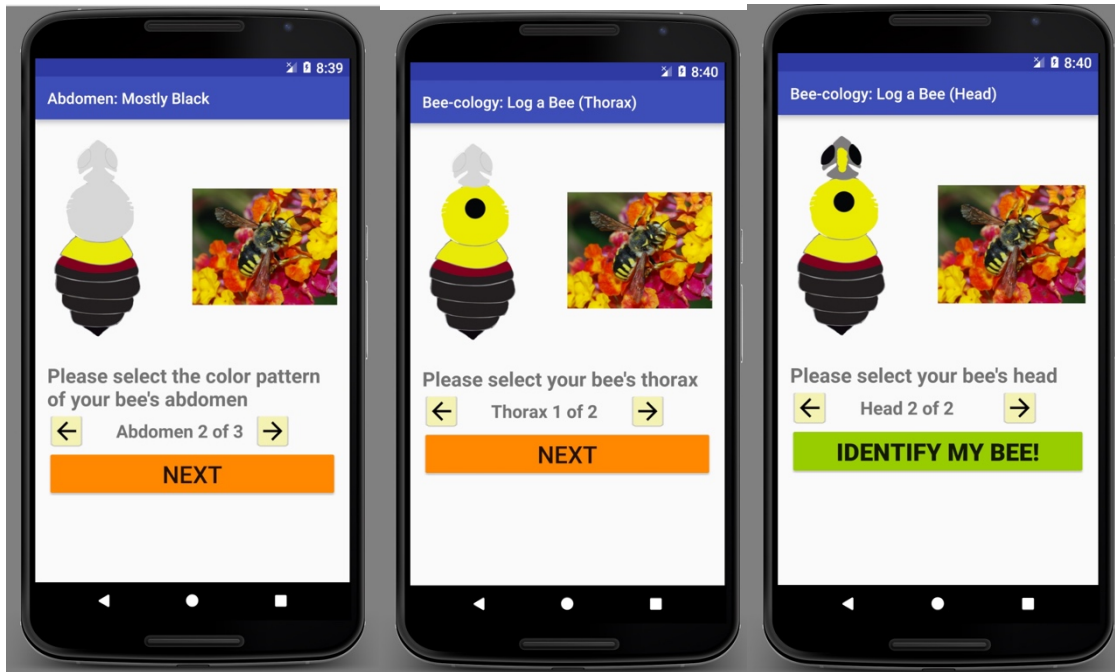 8:39
Abdomen: Mostly Black
Please select the color pattern
of your bee's abdomen
Abdomen 2 of 3
NEXT
8:40
Bee-cology: Log a Bee (Thorax)
Please select your bee's thorax
Thorax 1 of 2
NEXT
8:40
Bee-cology: Log a Bee (Head)
Please select your bee's head
Head 2 of 2
IDENTIFY MY BEE!